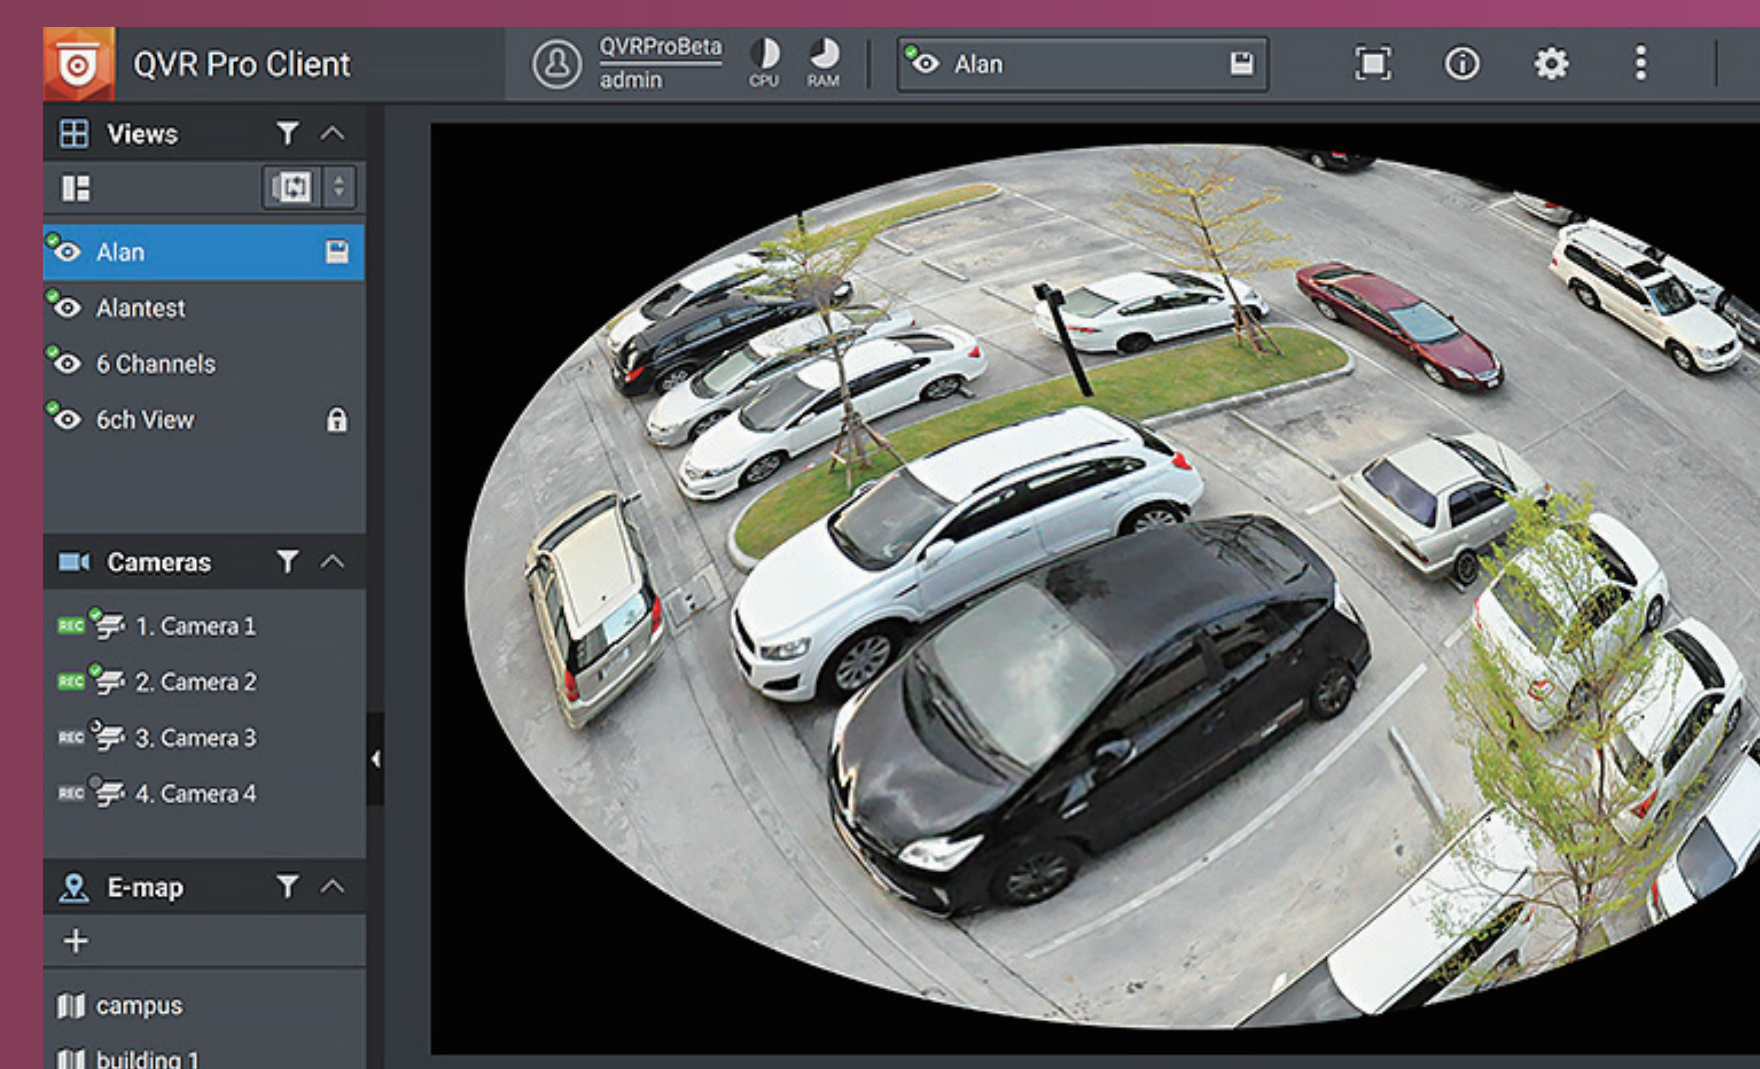 QVR Pro Client
QVRProBeta
admin
CPU
RAM
Alan
Views
Alan
Alantest
6 Channels
6ch View
Cameras
REC 1. Camera 1
REC 2. Camera 2
REC 3. Camera 3
REC 4. Camera 4
E-map
campus
building 1